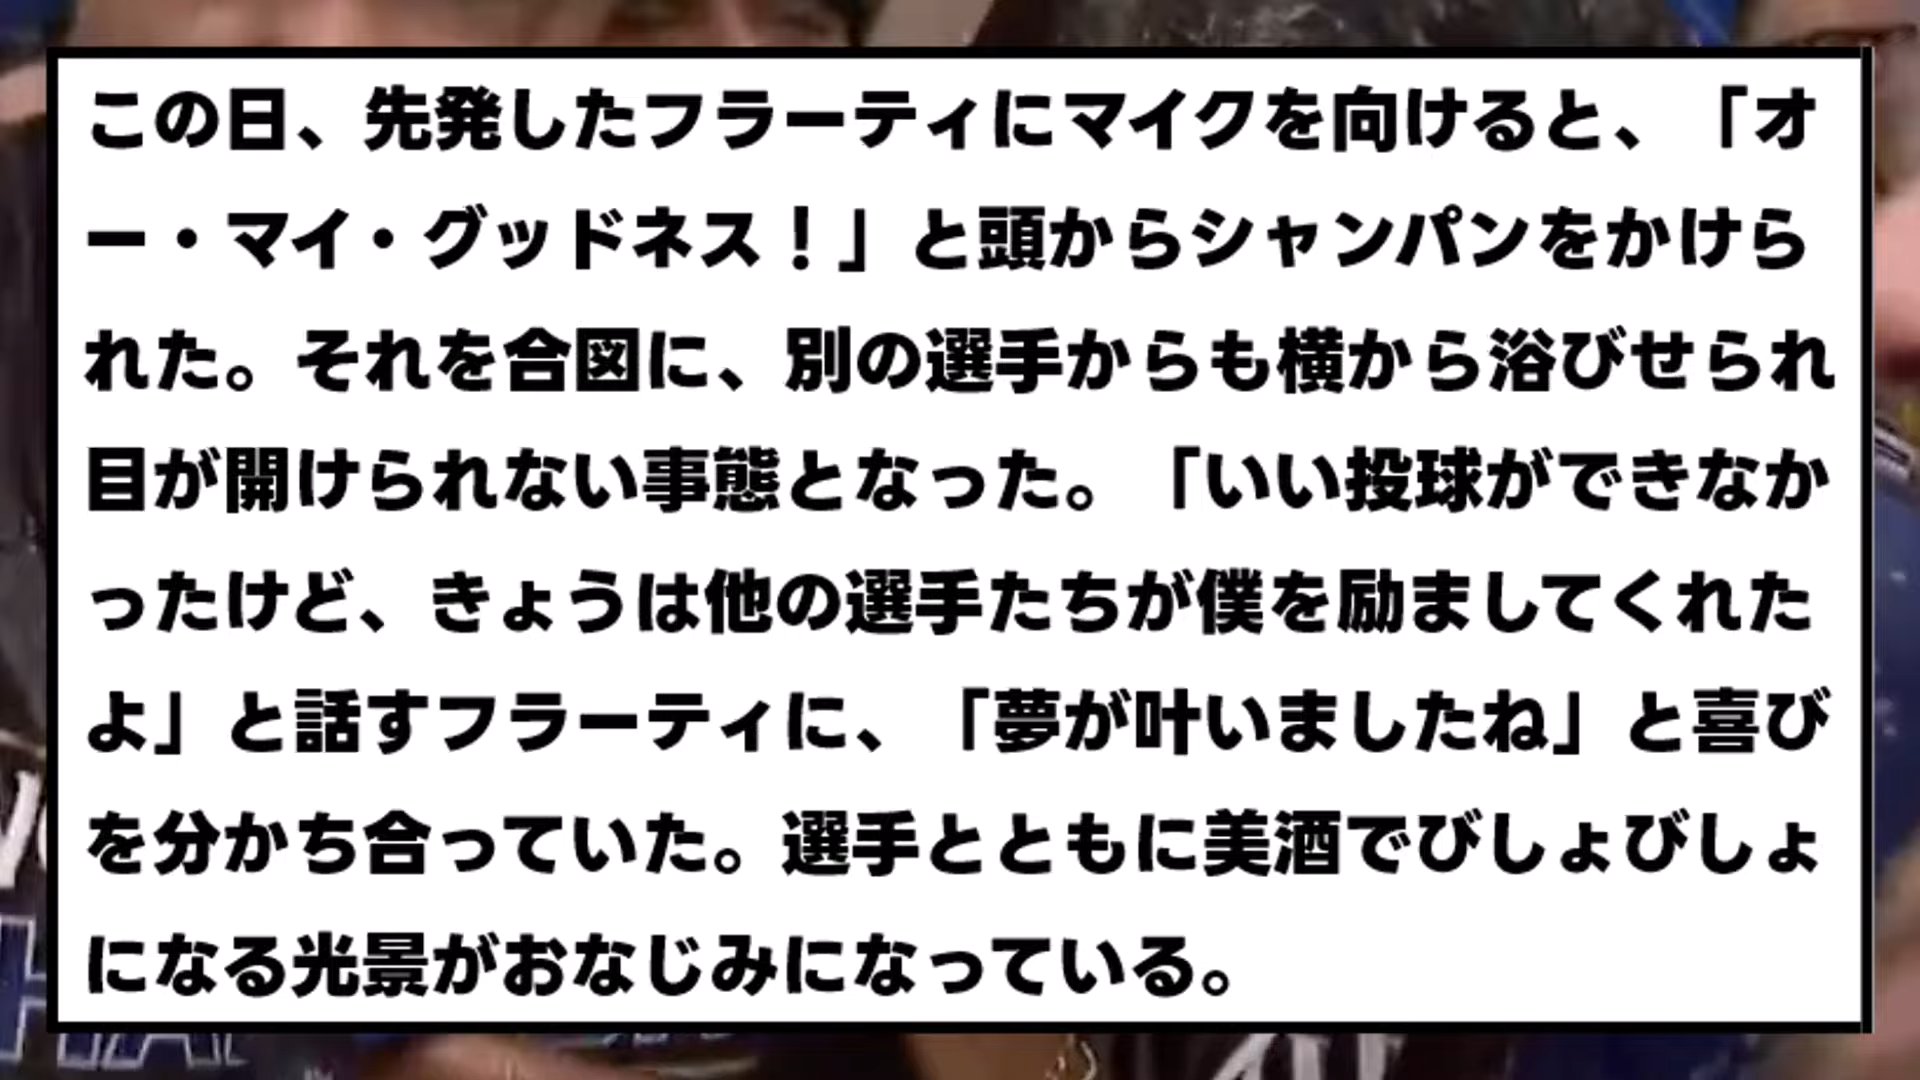 この日、先発したフラーティにマイクを向けると、「オ
ー・マイ・グッドネス！」と頭からシャンパンをかけら
れた。それを合図に、別の選手からも横から浴びせられ
目が開けられない事態となった。「いい投球ができなか
ったけど、きょうは他の選手たちが僕を励ましてくれた
よ」と話すフラーティに、「夢が叶いましたね」と喜び
を分かち合っていた。選手とともに美酒でびしょびしょ
になる光景がおなじみになっている。